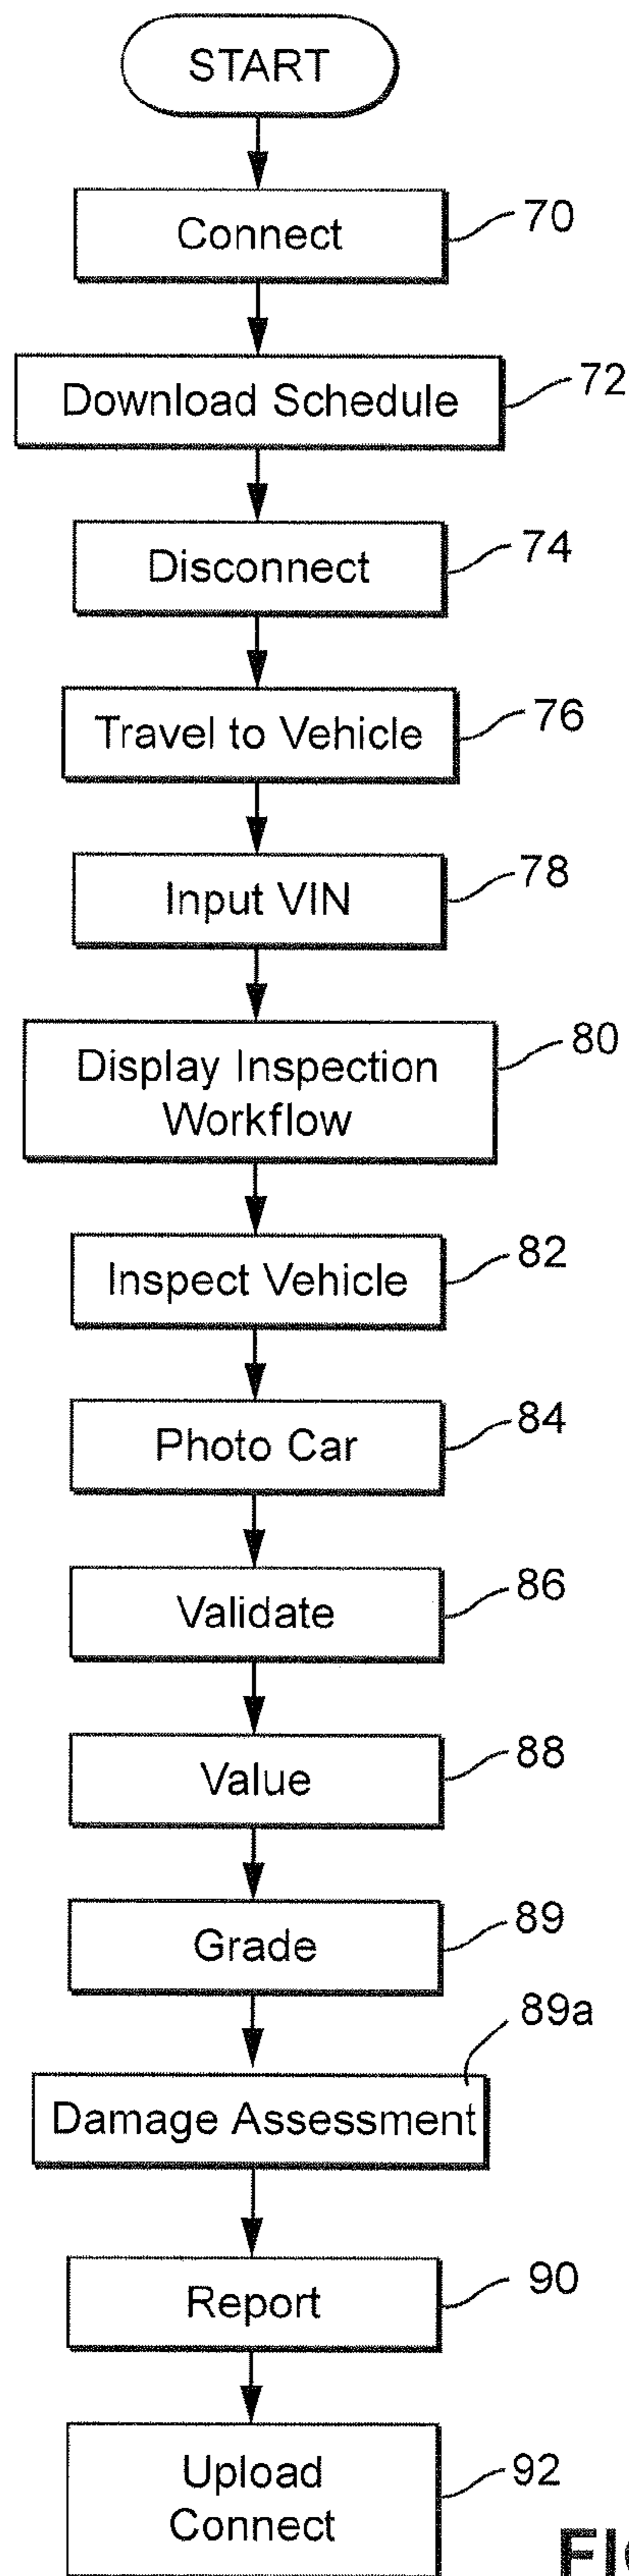 START
Connect 70
Download Schedule 72
Disconnect 74
Travel to Vehicle 76
Input VIN 78
Display Inspection 80
Workflow
Inspect Vehicle 82
Photo Car 84
Validate 86
Value 88
Grade 89
89a
Damage Assessment
Report 90
Upload 92
Connect